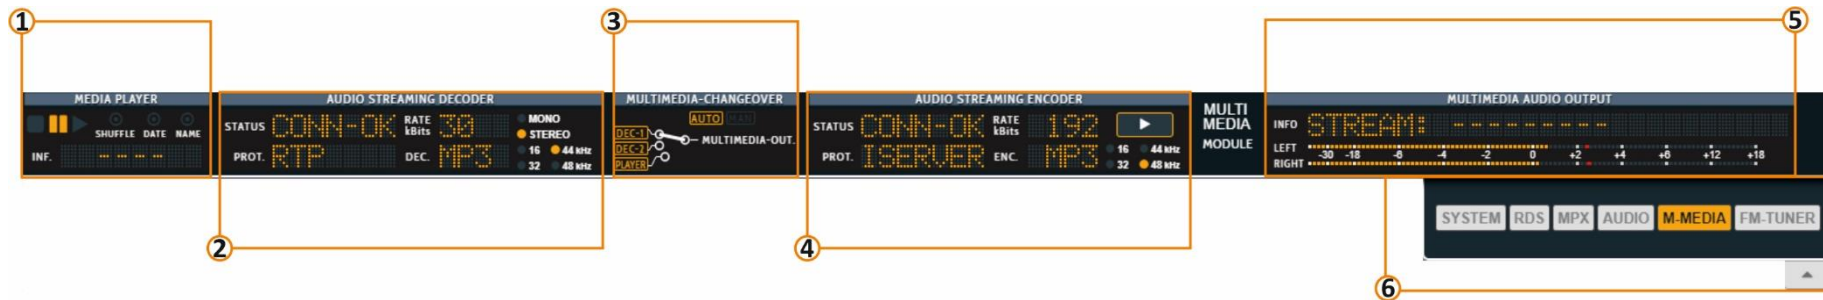 1
3
5
MEDIA PLAYER
SHUFFLE DATE NAME
INF. ----
AUDIO STREAMING DECODER
STATUS CONN-OK RATE kBits 30
PROT. RTP DEC. MP3
MONO
STEREO
16 44 kHz
32 48 kHz
MULTIMEDIA-CHANGEOVER
AUTO MAN
DEC-1
DEC-2
PLAYER
MULTIMEDIA-OUT.
AUDIO STREAMING ENCODER
STATUS CONN-OK RATE kBits 192
PROT. ISERVER ENC. MP3
16 44 kHz
32 48 kHz
MULTI
MEDIA
MODULE
MULTIMEDIA AUDIO OUTPUT
INFO STREAM: ---------
LEFT
-30 -18 -6 -4 -2 0 +2 +4 +6 +12 +18
RIGHT
SYSTEM RDS MPX AUDIO M-MEDIA FM-TUNER
2
4
6